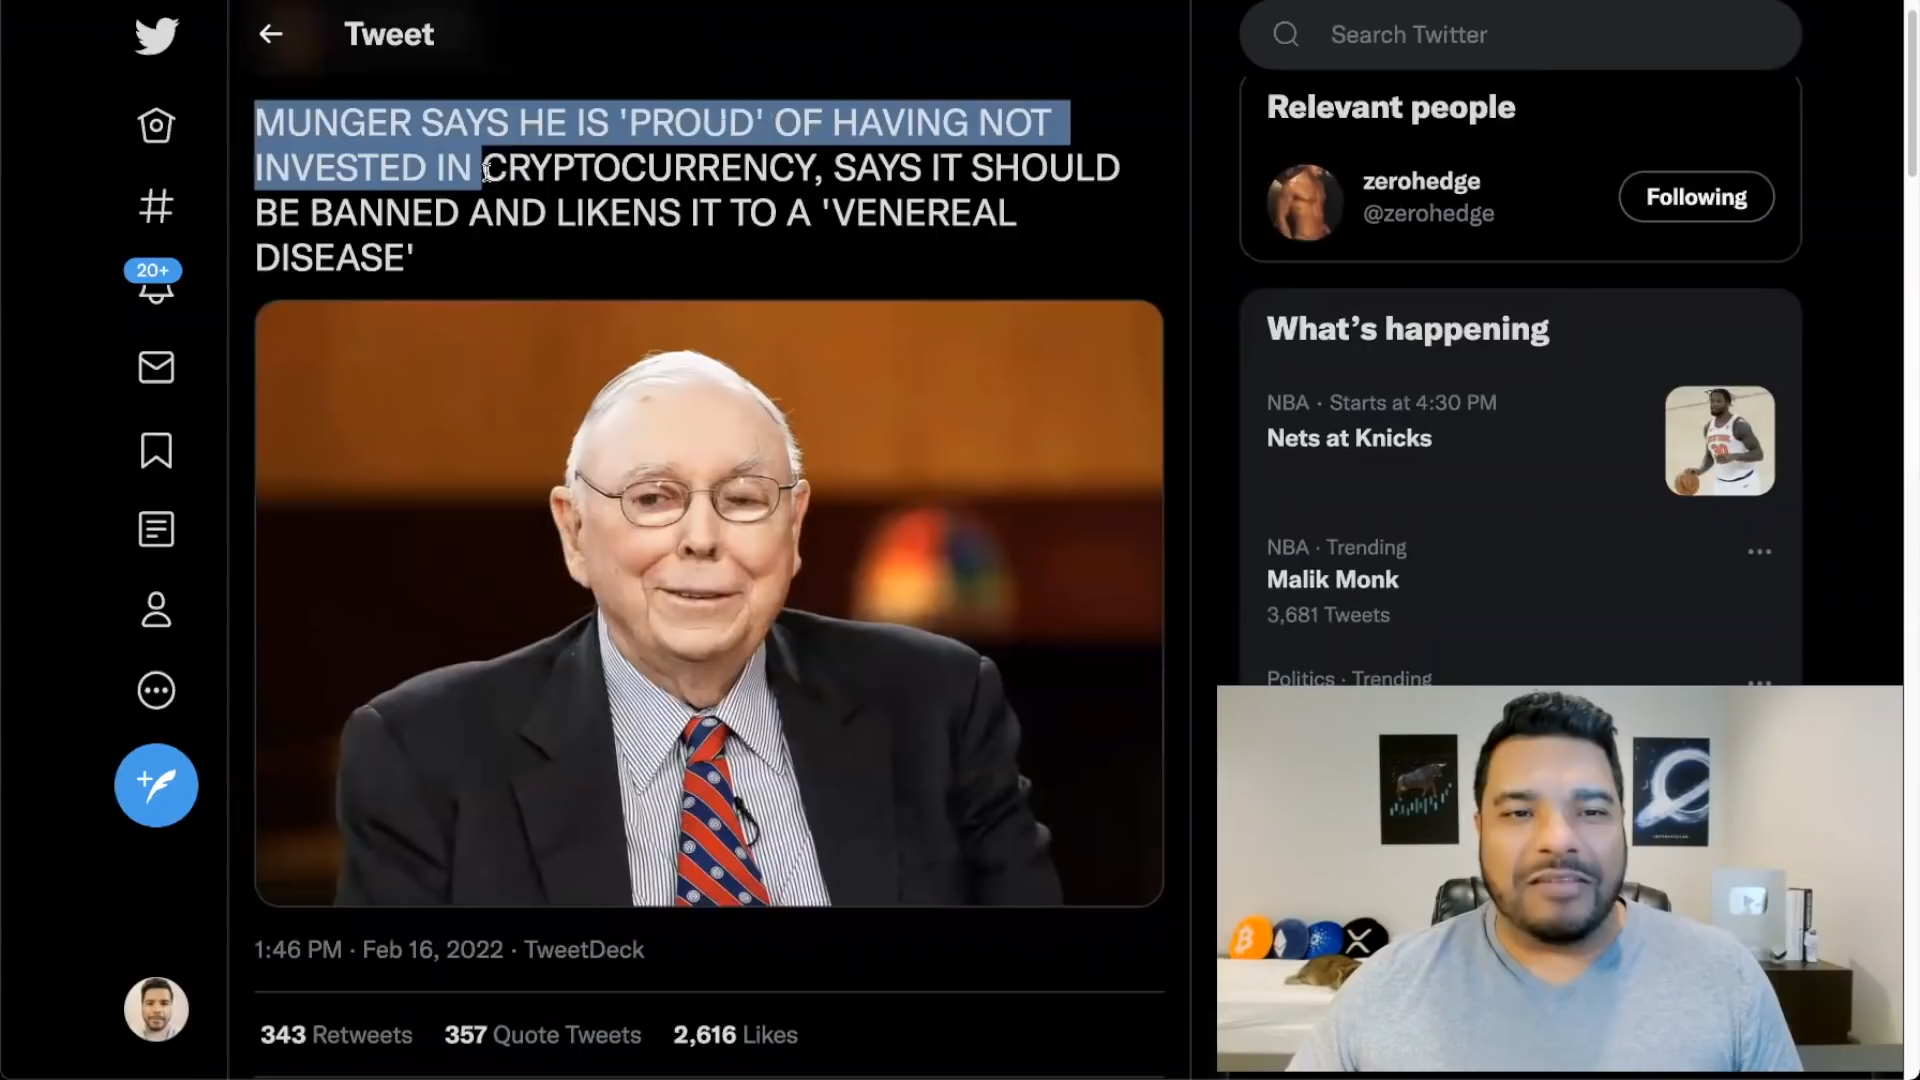 Tweet
MUNGER SAYS HE IS 'PROUD' OF HAVING NOT
INVESTED IN CRYPTOCURRENCY, SAYS IT SHOULD
BE BANNED AND LIKENS IT TO A 'VENEREAL
DISEASE'
1:46 PM · Feb 16, 2022 · TweetDeck
343 Retweets 357 Quote Tweets 2,616 Likes
20+
Search Twitter
Relevant people
zerohedge
@zerohedge
Following
What's happening
NBA · Starts at 4:30 PM
Nets at Knicks
NBA · Trending
Malik Monk
3,681 Tweets
Politics · Trending